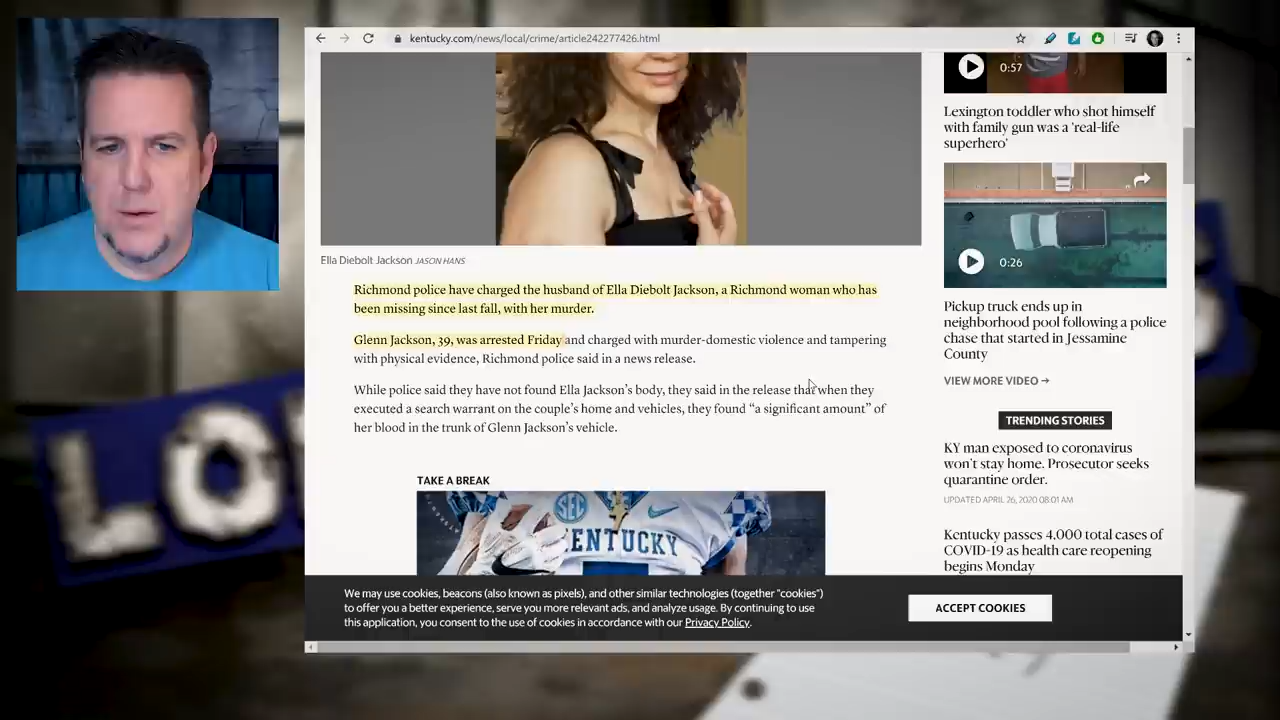 kentucky.com/news/local/crime/article242277426.html
0:57
Lexington toddler who shot himself
with family gun was a 'real-life
superhero'
0:26
Pickup truck ends up in
neighborhood pool following a police
chase that started in Jessamine
County
VIEW MORE VIDEO →
TRENDING STORIES
KY man exposed to coronavirus
won't stay home. Prosecutor seeks
quarantine order.
UPDATED APRIL 26, 2020 08:01 AM
Kentucky passes 4,000 total cases of
COVID-19 as health care reopening
begins Monday
Ella Diebolt Jackson JASON HANS
Richmond police have charged the husband of Ella Diebolt Jackson, a Richmond woman who has
been missing since last fall, with her murder.
Glenn Jackson, 39, was arrested Friday and charged with murder-domestic violence and tampering
with physical evidence, Richmond police said in a news release.
While police said they have not found Ella Jackson's body, they said in the release that when they
executed a search warrant on the couple's home and vehicles, they found “a significant amount” of
her blood in the trunk of Glenn Jackson's vehicle.
TAKE A BREAK
SEC
KENTUCKY
We may use cookies, beacons (also known as pixels), and other similar technologies (together “cookies”)
to offer you a better experience, serve you more relevant ads, and analyze usage. By continuing to use
this application, you consent to the use of cookies in accordance with our Privacy Policy.
ACCEPT COOKIES
LO